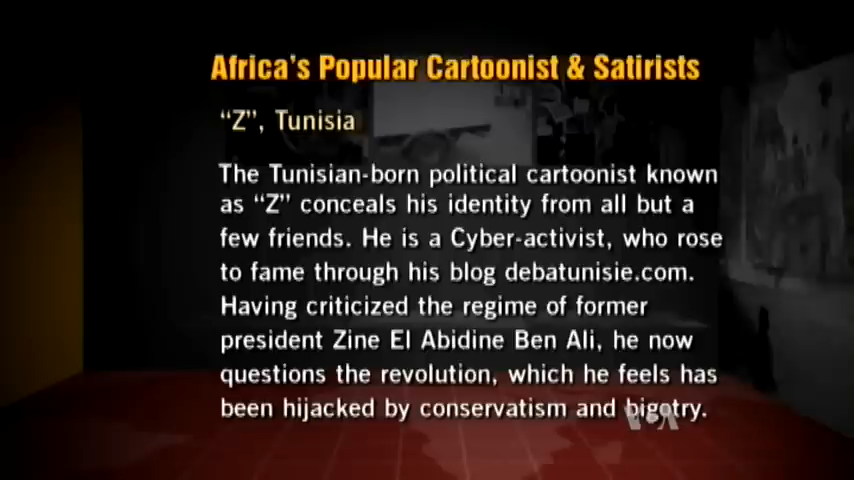 Africa's Popular Cartoonist & Satirists
“Z”, Tunisia
The Tunisian-born political cartoonist known
as “Z” conceals his identity from all but a
few friends. He is a Cyber-activist, who rose
to fame through his blog debatunisie.com.
Having criticized the regime of former
president Zine El Abidine Ben Ali, he now
questions the revolution, which he feels has
been hijacked by conservatism and bigotry.
VOA